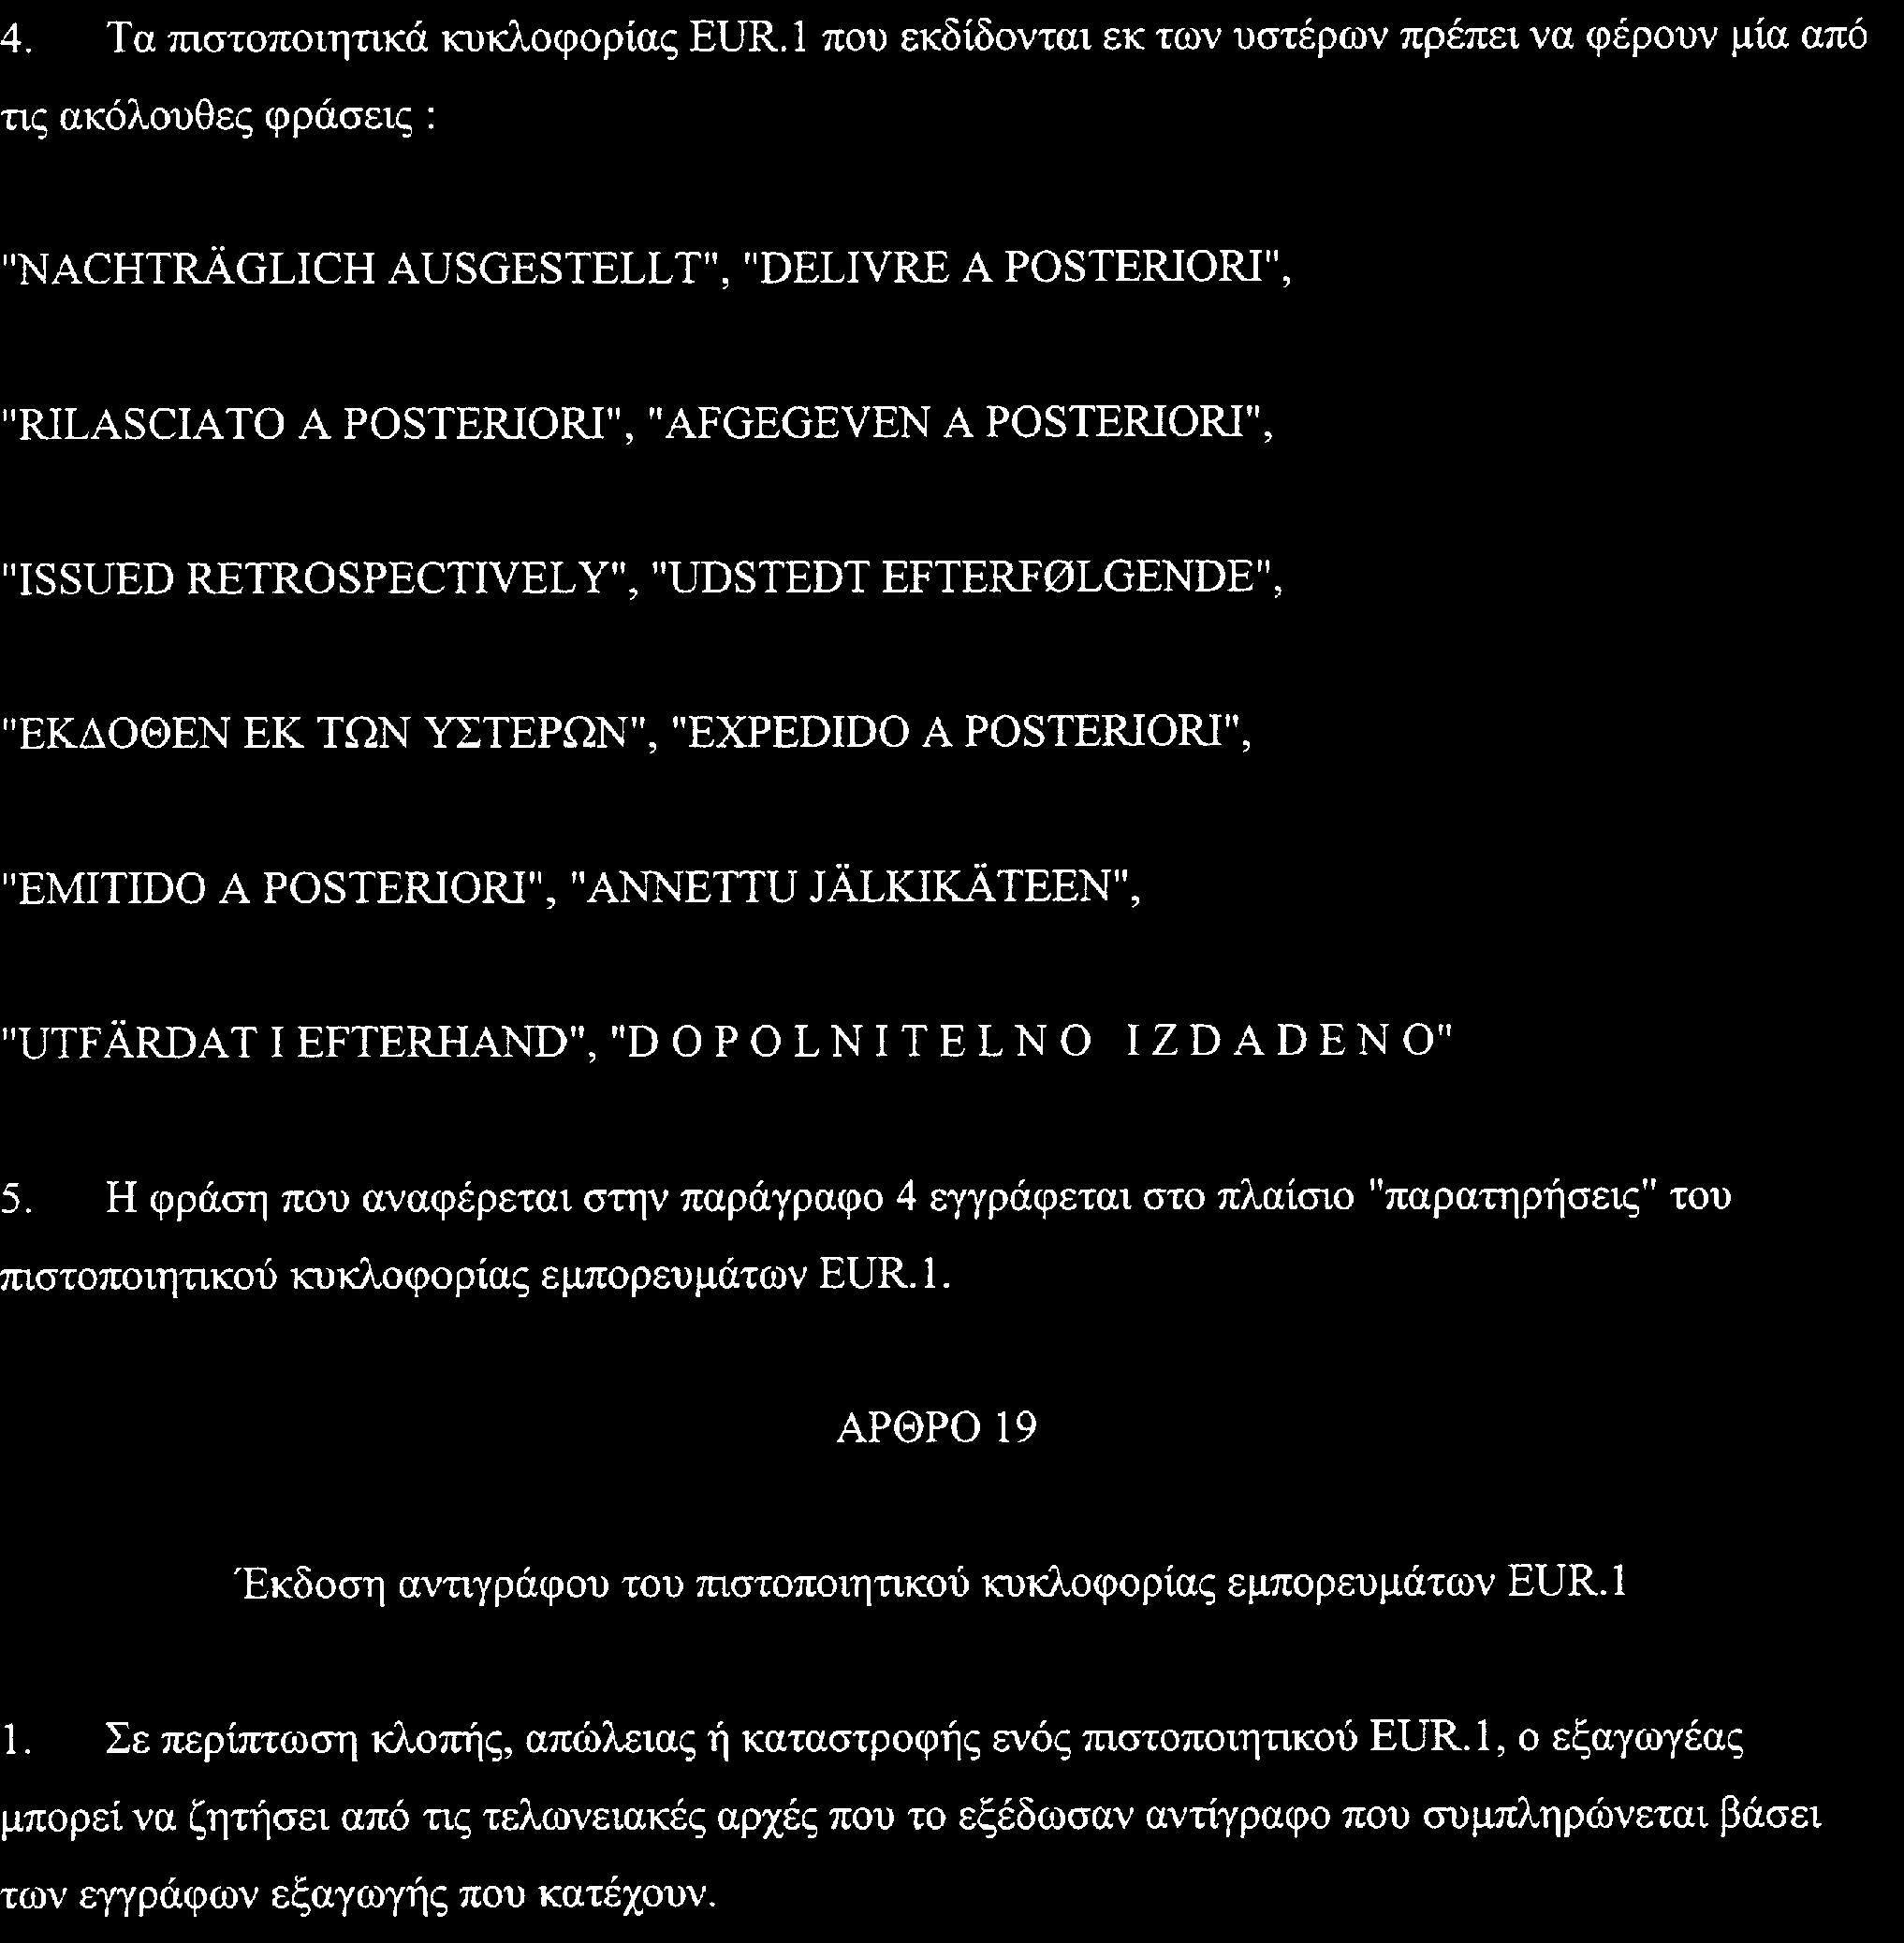 4. Τα πιστοποιητικά κυκλοφορίας EUR.1 που εκδίδονται εκ των υστέρων πρέπει να φέρουν μία από
τις ακόλουθες φράσεις :
"NACHTRÄGLICH AUSGESTELLT", "DELIVRE A POSTERIORI",
"RILASCIATO A POSTERIORI", "AFGEGEVEN A POSTERIORI",
"ISSUED RETROSPECTIVELY", "UDSTEDT EFTERFØLGENDE",
"ΕΚΔΟΘΕΝ ΕΚ ΤΩΝ ΥΣΤΕΡΩΝ", "EXPEDIDO A POSTERIORI",
"EMITIDO A POSTERIORI", "ANNETTU JÄLKIKÄTEEN",
"UTFÄRDAT I EFTERHAND", "D O P O L N I T E L N O I Z D A D E N O"
5. Η φράση που αναφέρεται στην παράγραφο 4 εγγράφεται στο πλαίσιο "παρατηρήσεις" του
πιστοποιητικού κυκλοφορίας εμπορευμάτων EUR.1.
ΑΡΘΡΟ 19
Έκδοση αντιγράφου του πιστοποιητικού κυκλοφορίας εμπορευμάτων EUR.1
1. Σε περίπτωση κλοπής, απώλειας ή καταστροφής ενός πιστοποιητικού EUR.1, ο εξαγωγέας
μπορεί να ζητήσει από τις τελωνειακές αρχές που το εξέδωσαν αντίγραφο που συμπληρώνεται βάσει
των εγγράφων εξαγωγής που κατέχουν.